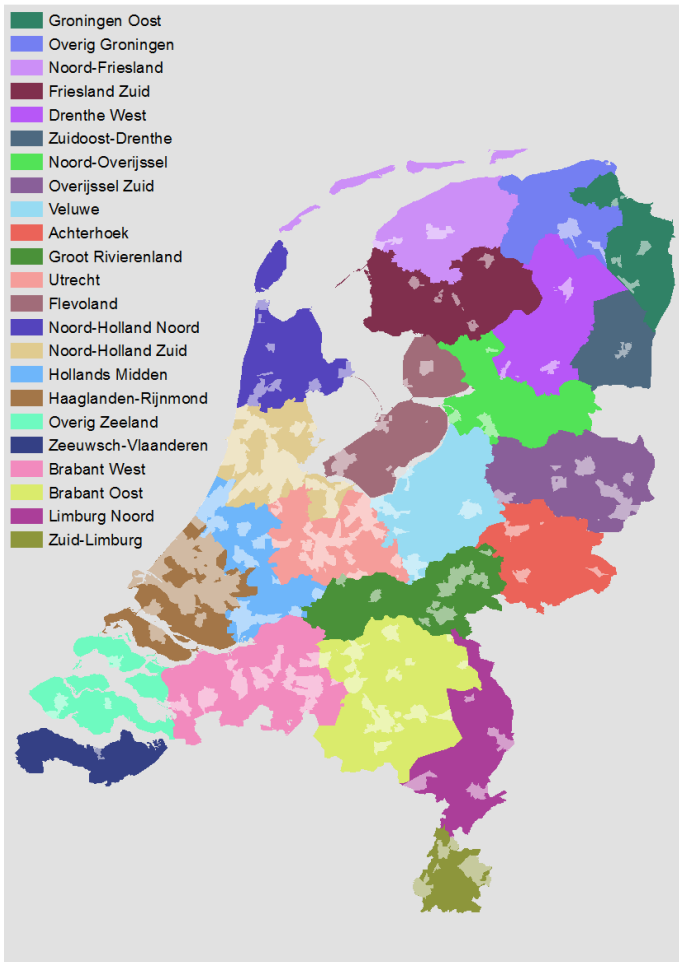 Groningen Oost
Overig Groningen
Noord-Friesland
Friesland Zuid
Drenthe West
Zuidoost-Drenthe
Noord-Overijssel
Overijssel Zuid
Veluwe
Achterhoek
Groot Rivierenland
Utrecht
Flevoland
Noord-Holland Noord
Noord-Holland Zuid
Hollands Midden
Haaglanden-Rijnmond
Overig Zeeland
Zeeuwsch-Vlaanderen
Brabant West
Brabant Oost
Limburg Noord
Zuid-Limburg